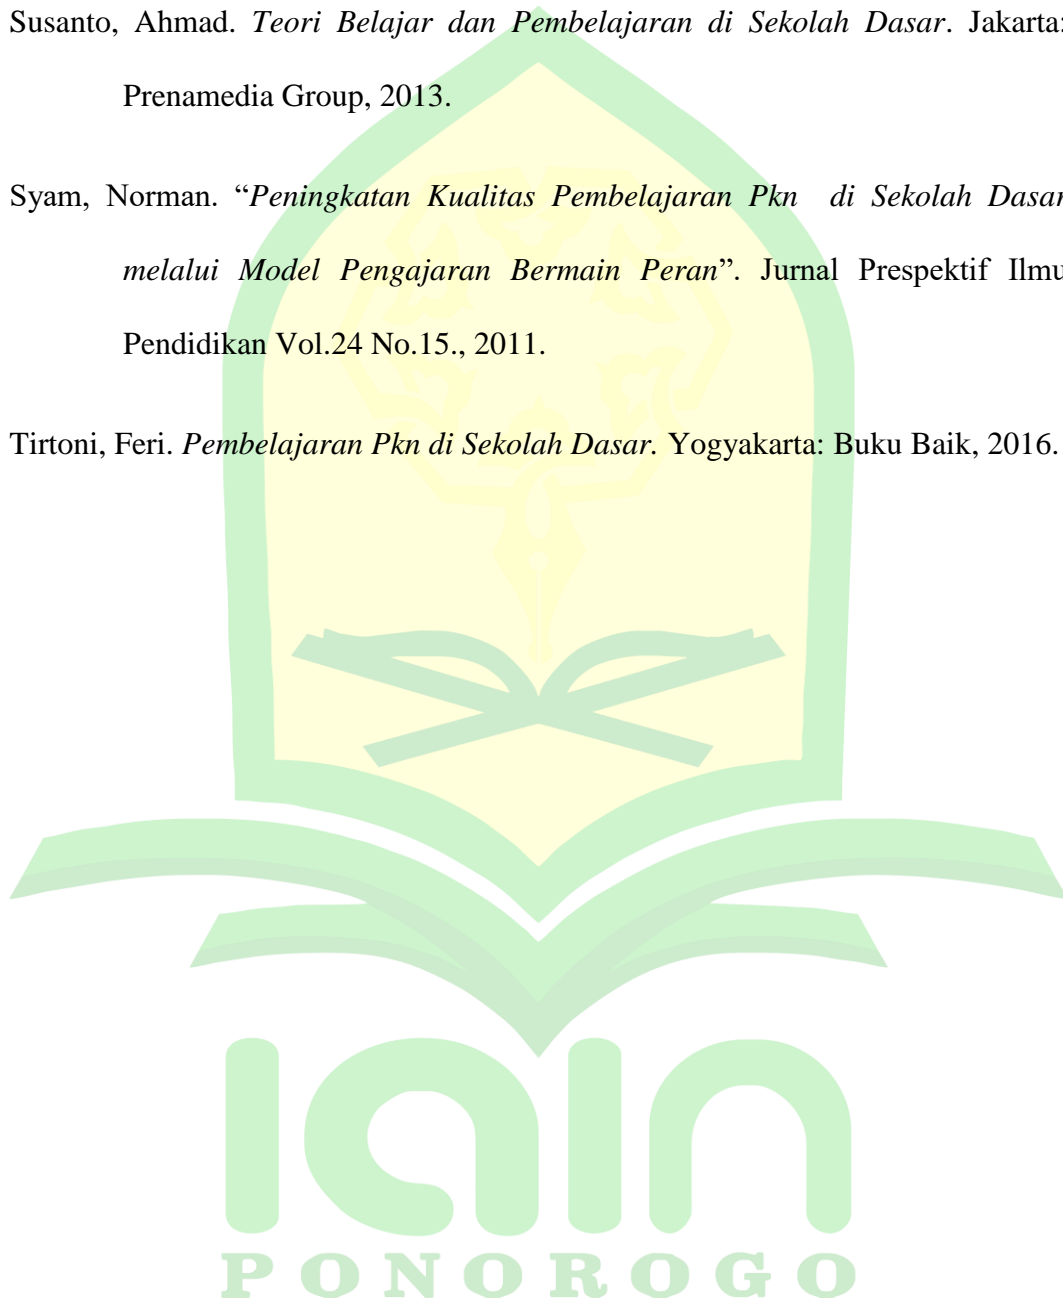 Susanto, Ahmad. Teori Belajar dan Pembelajaran di Sekolah Dasar. Jakarta:
Prenamedia Group, 2013.
Syam, Norman. “Peningkatan Kualitas Pembelajaran Pkn di Sekolah Dasar
melalui Model Pengajaran Bermain Peran”. Jurnal Prespektif Ilmu
Pendidikan Vol.24 No.15., 2011.
Tirtoni, Feri. Pembelajaran Pkn di Sekolah Dasar. Yogyakarta: Buku Baik, 2016.
iain
PONOROGO